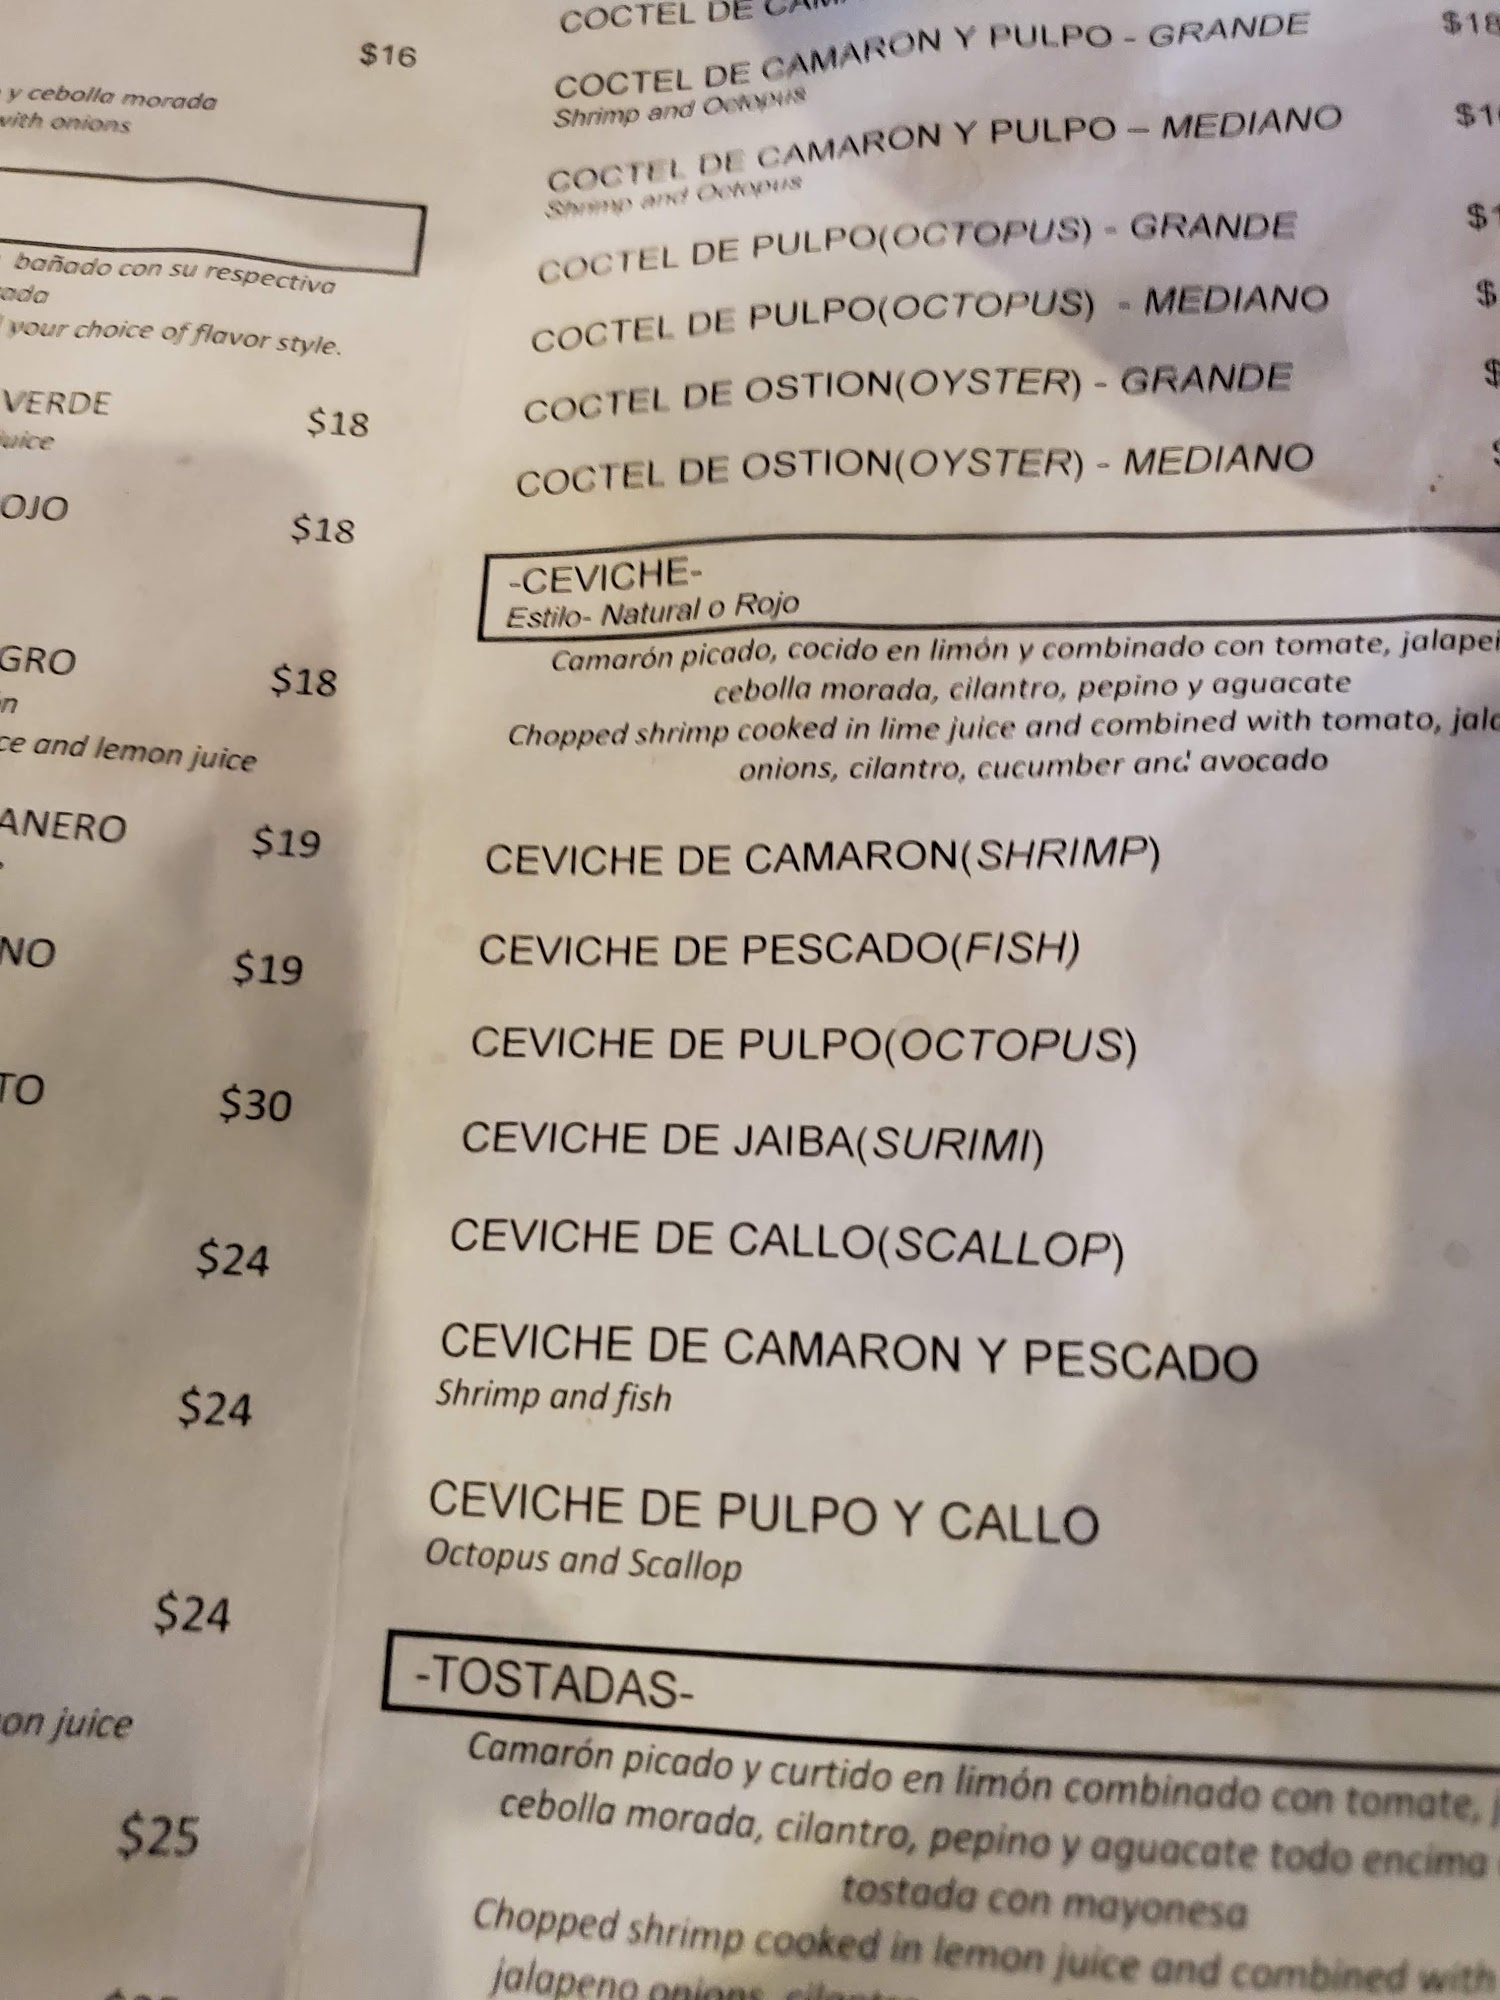 $16
y cebolla morada
with onions
bañado con su respectiva
your choice of flavor style.
VERDE $18
juice
OJO $18
GRO $18
ce and lemon juice
ANERO $19
NO $19
TO $30
$24
$24
$24
on juice
$25
COCTEL DE
COCTEL DE CAMARON Y PULPO - GRANDE $18
Shrimp and Octopus
COCTEL DE CAMARON Y PULPO – MEDIANO
Shrimp and Octopus
COCTEL DE PULPO(OCTOPUS) - GRANDE
COCTEL DE PULPO(OCTOPUS) - MEDIANO $
COCTEL DE OSTION(OYSTER) - GRANDE $
COCTEL DE OSTION(OYSTER) - MEDIANO
-CEVICHE-
Estilo- Natural o Rojo
Camarón picado, cocido en limón y combinado con tomate, jalape
cebolla morada, cilantro, pepino y aguacate
Chopped shrimp cooked in lime juice and combined with tomato, jala
onions, cilantro, cucumber and avocado
CEVICHE DE CAMARON(SHRIMP)
CEVICHE DE PESCADO(FISH)
CEVICHE DE PULPO(OCTOPUS)
CEVICHE DE JAIBA(SURIMI)
CEVICHE DE CALLO(SCALLOP)
CEVICHE DE CAMARON Y PESCADO
Shrimp and fish
CEVICHE DE PULPO Y CALLO
Octopus and Scallop
-TOSTADAS-
Camarón picado y curtido en limón combinado con tomate,
cebolla morada, cilantro, pepino y aguacate todo encima
tostada con mayonesa
Chopped shrimp cooked in lemon juice and combined with
jalapeno onions,